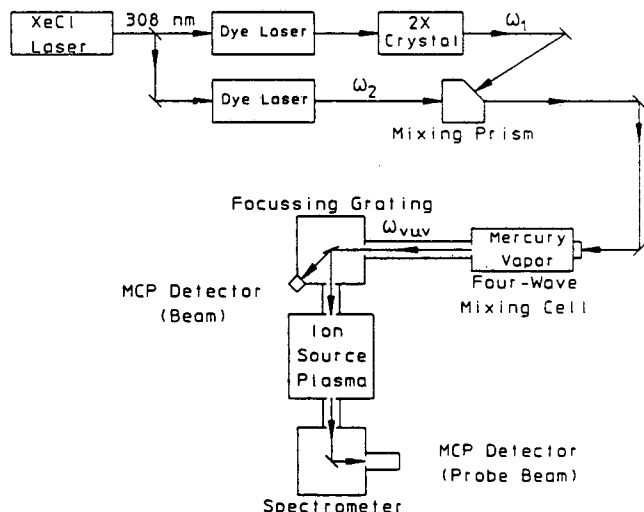 XeCl
Laser
308 nm
Dye Laser
2X
Crystal
ω1
Dye Laser
ω2
Mixing Prism
Focussing Grating
ωvuv
Mercury
Vapor
Four-Wave
Mixing Cell
MCP Detector
(Beam)
Ion
Source
Plasma
MCP Detector
(Probe Beam)
Spectrometer